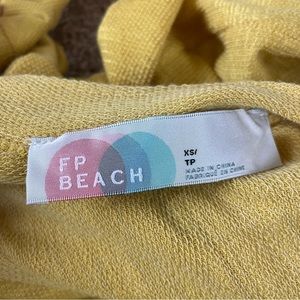 FP
BEACH
XS/
TP
MADE IN CHINA
FABRIQUÉ EN CHINE